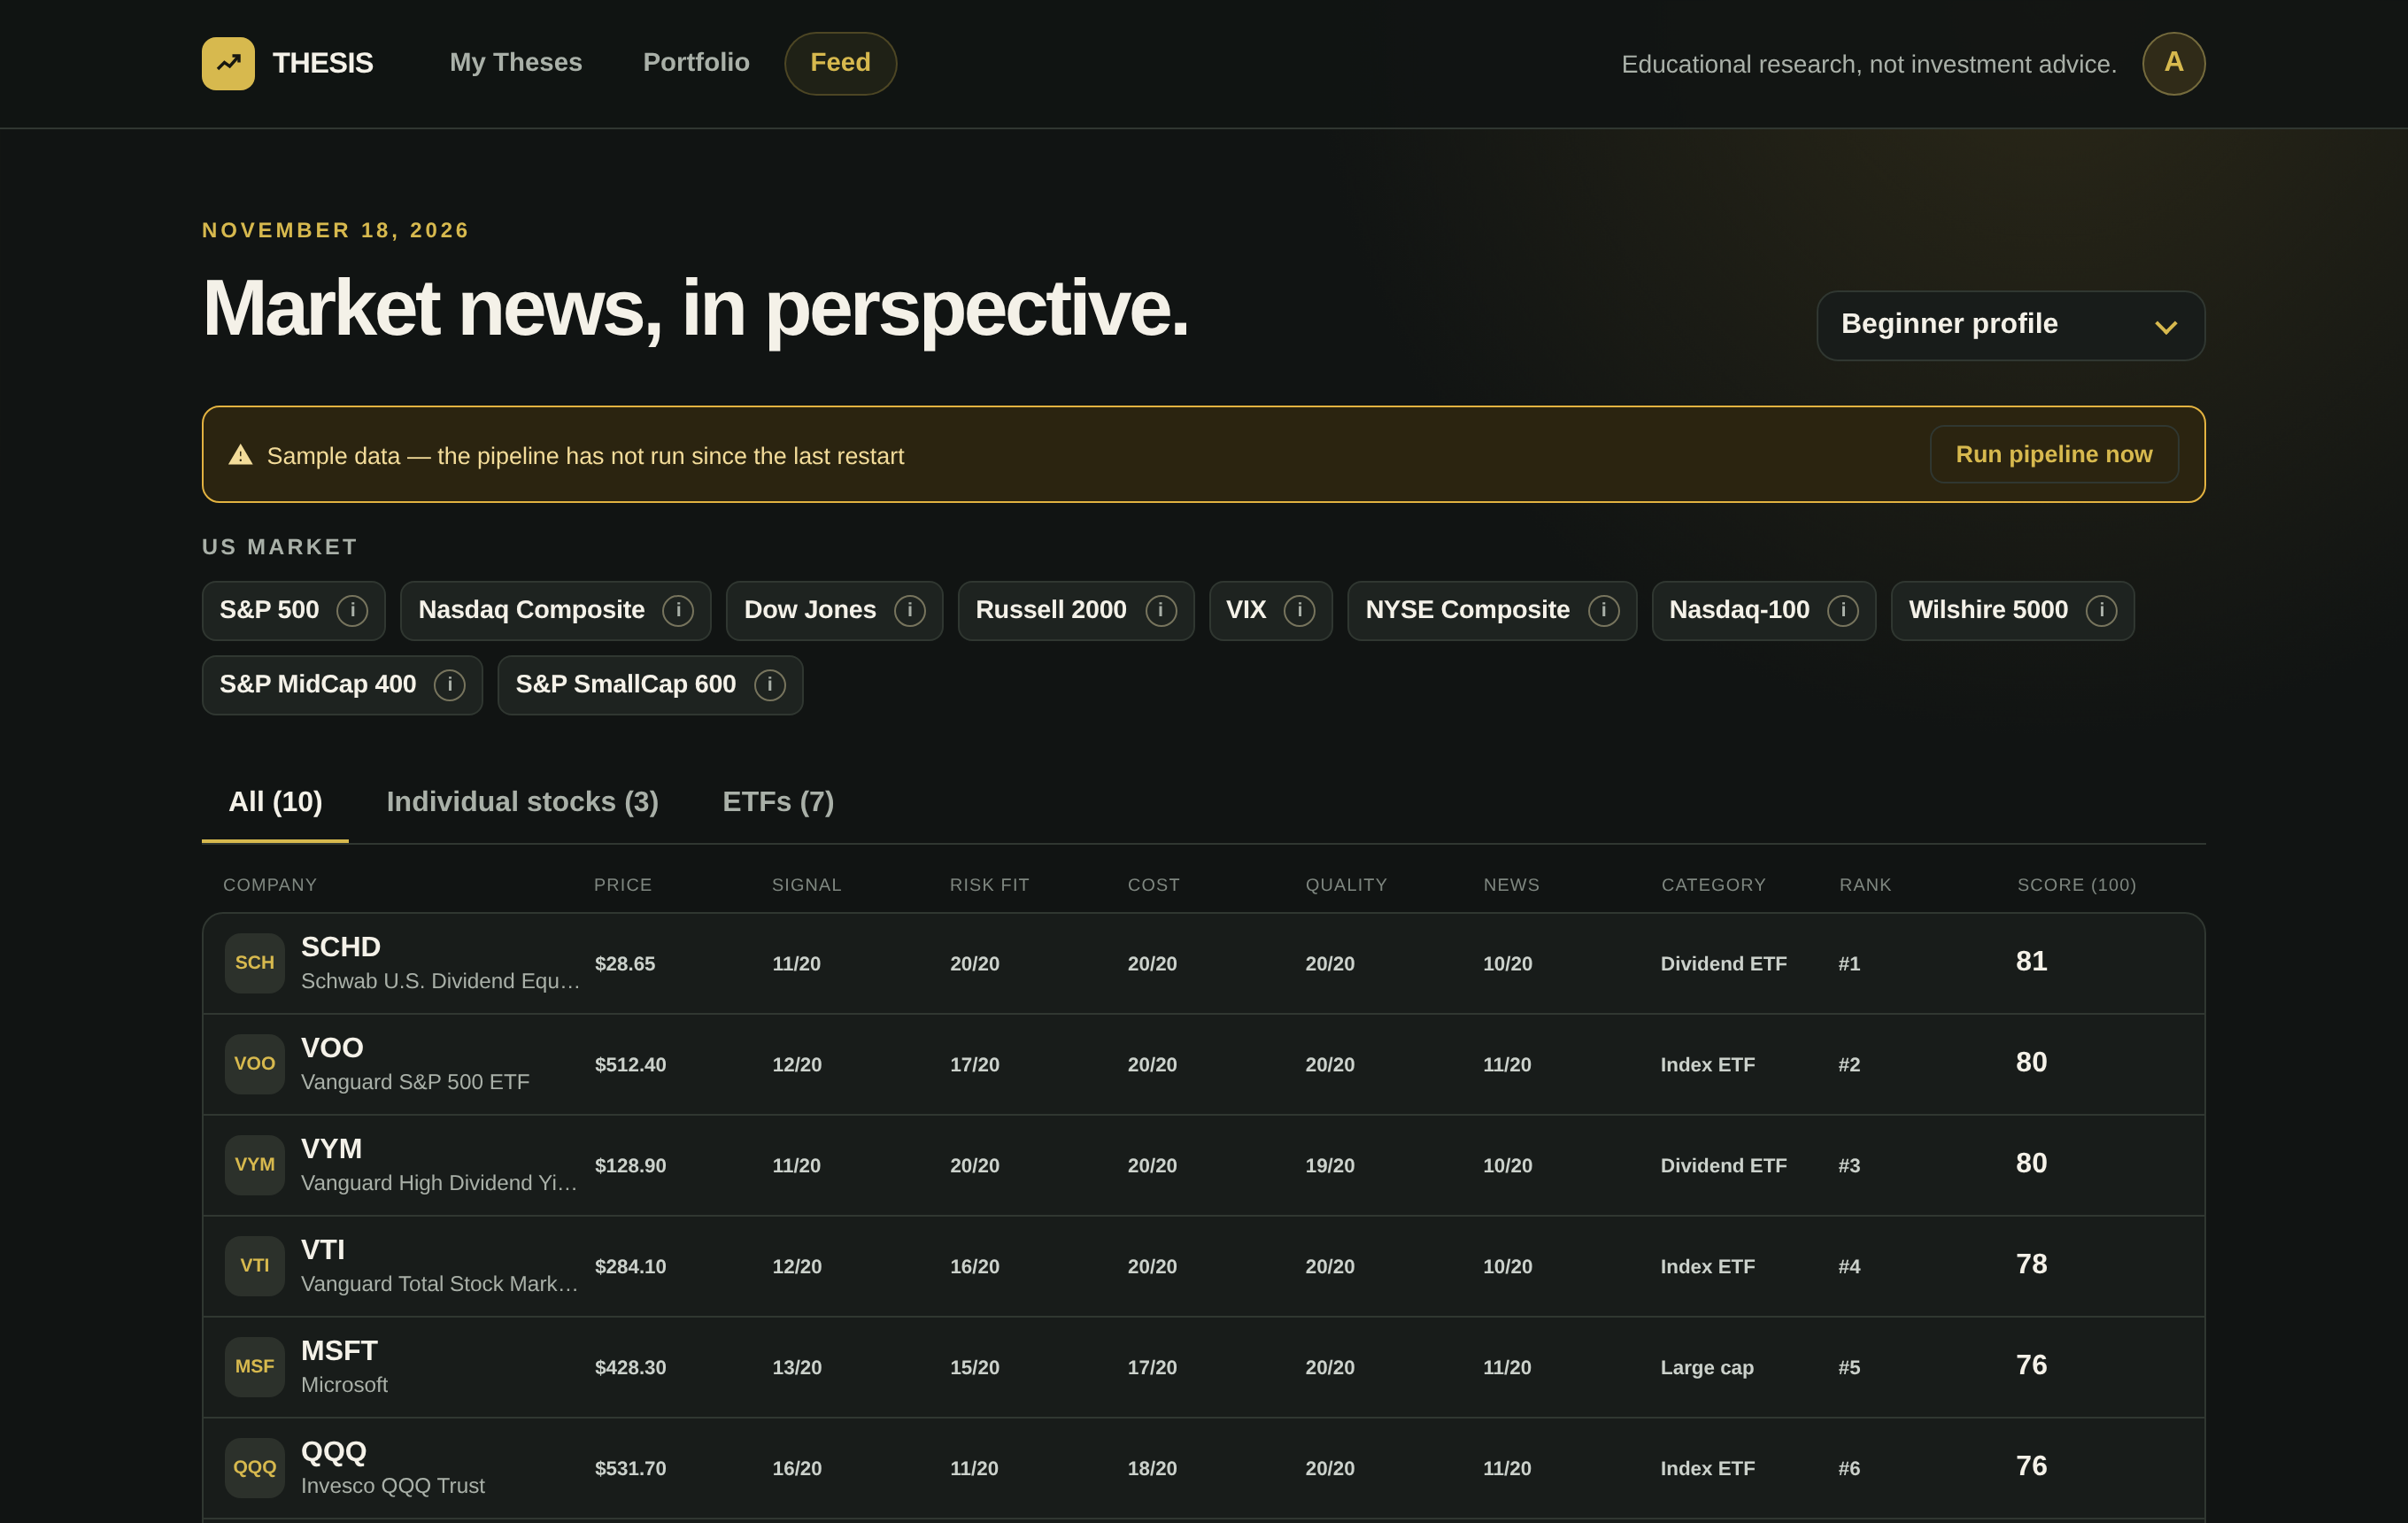 THESIS My Theses Portfolio Feed Educational research, not investment advice. A
NOVEMBER 18, 2026
Market news, in perspective.
Beginner profile
Sample data — the pipeline has not run since the last restart Run pipeline now
US MARKET
S&P 500 i Nasdaq Composite i Dow Jones i Russell 2000 i VIX i NYSE Composite i Nasdaq-100 i Wilshire 5000 i
S&P MidCap 400 i S&P SmallCap 600 i
All (10) Individual stocks (3) ETFs (7)
COMPANY PRICE SIGNAL RISK FIT COST QUALITY NEWS CATEGORY RANK SCORE (100)
SCH SCHD $28.65 11/20 20/20 20/20 20/20 10/20 Dividend ETF #1 81
Schwab U.S. Dividend Equ…
VOO VOO $512.40 12/20 17/20 20/20 20/20 11/20 Index ETF #2 80
Vanguard S&P 500 ETF
VYM VYM $128.90 11/20 20/20 20/20 19/20 10/20 Dividend ETF #3 80
Vanguard High Dividend Yi…
VTI VTI $284.10 12/20 16/20 20/20 20/20 10/20 Index ETF #4 78
Vanguard Total Stock Mark…
MSF MSFT $428.30 13/20 15/20 17/20 20/20 11/20 Large cap #5 76
Microsoft
QQQ QQQ $531.70 16/20 11/20 18/20 20/20 11/20 Index ETF #6 76
Invesco QQQ Trust